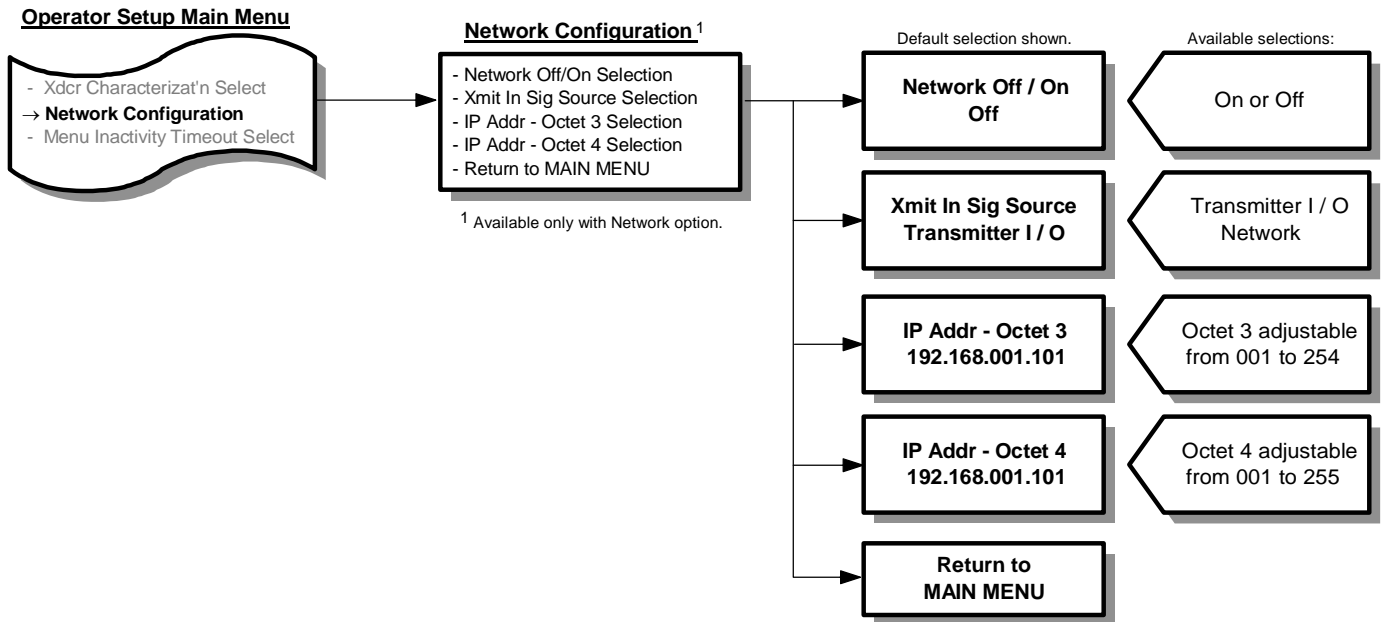 Operator Setup Main Menu
- Xdcr Characterizat'n Select
→ Network Configuration
- Menu Inactivity Timeout Select
Network Configuration 1
- Network Off/On Selection
- Xmit In Sig Source Selection
- IP Addr - Octet 3 Selection
- IP Addr - Octet 4 Selection
- Return to MAIN MENU
1 Available only with Network option.
Default selection shown.
Available selections:
Network Off / On
Off
On or Off
Xmit In Sig Source
Transmitter I / O
Transmitter I / O
Network
IP Addr - Octet 3
192.168.001.101
Octet 3 adjustable
from 001 to 254
IP Addr - Octet 4
192.168.001.101
Octet 4 adjustable
from 001 to 255
Return to
MAIN MENU